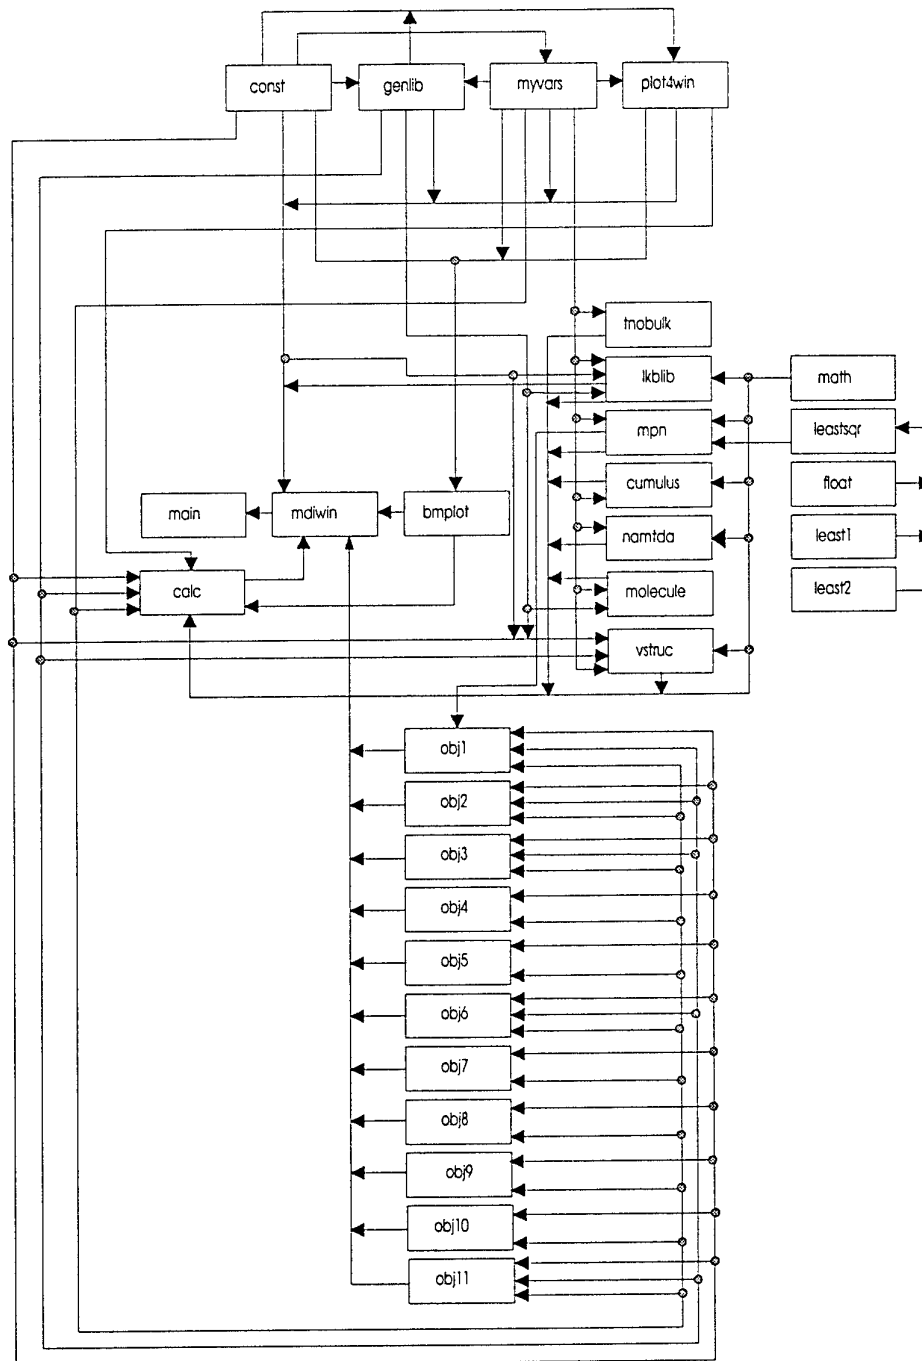 const
genlib
myvars
plot4win
tnobulk
lkblib
math
mpn
leastsqr
cumulus
float
main
mdiwin
bmplot
namtda
least1
calc
molecule
least2
vstruc
obj1
obj2
obj3
obj4
obj5
obj6
obj7
obj8
obj9
obj10
obj11